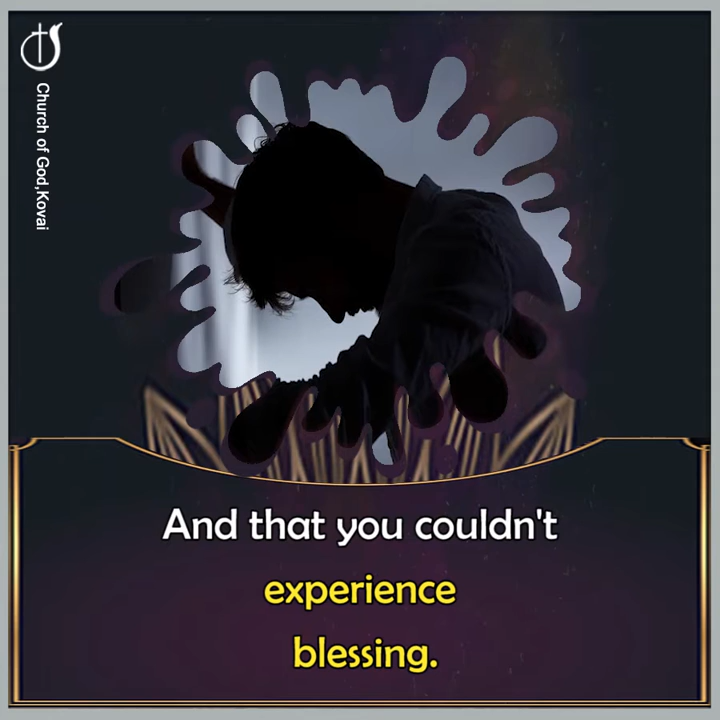 Church of God,Kovai
And that you couldn't
experience
blessing.